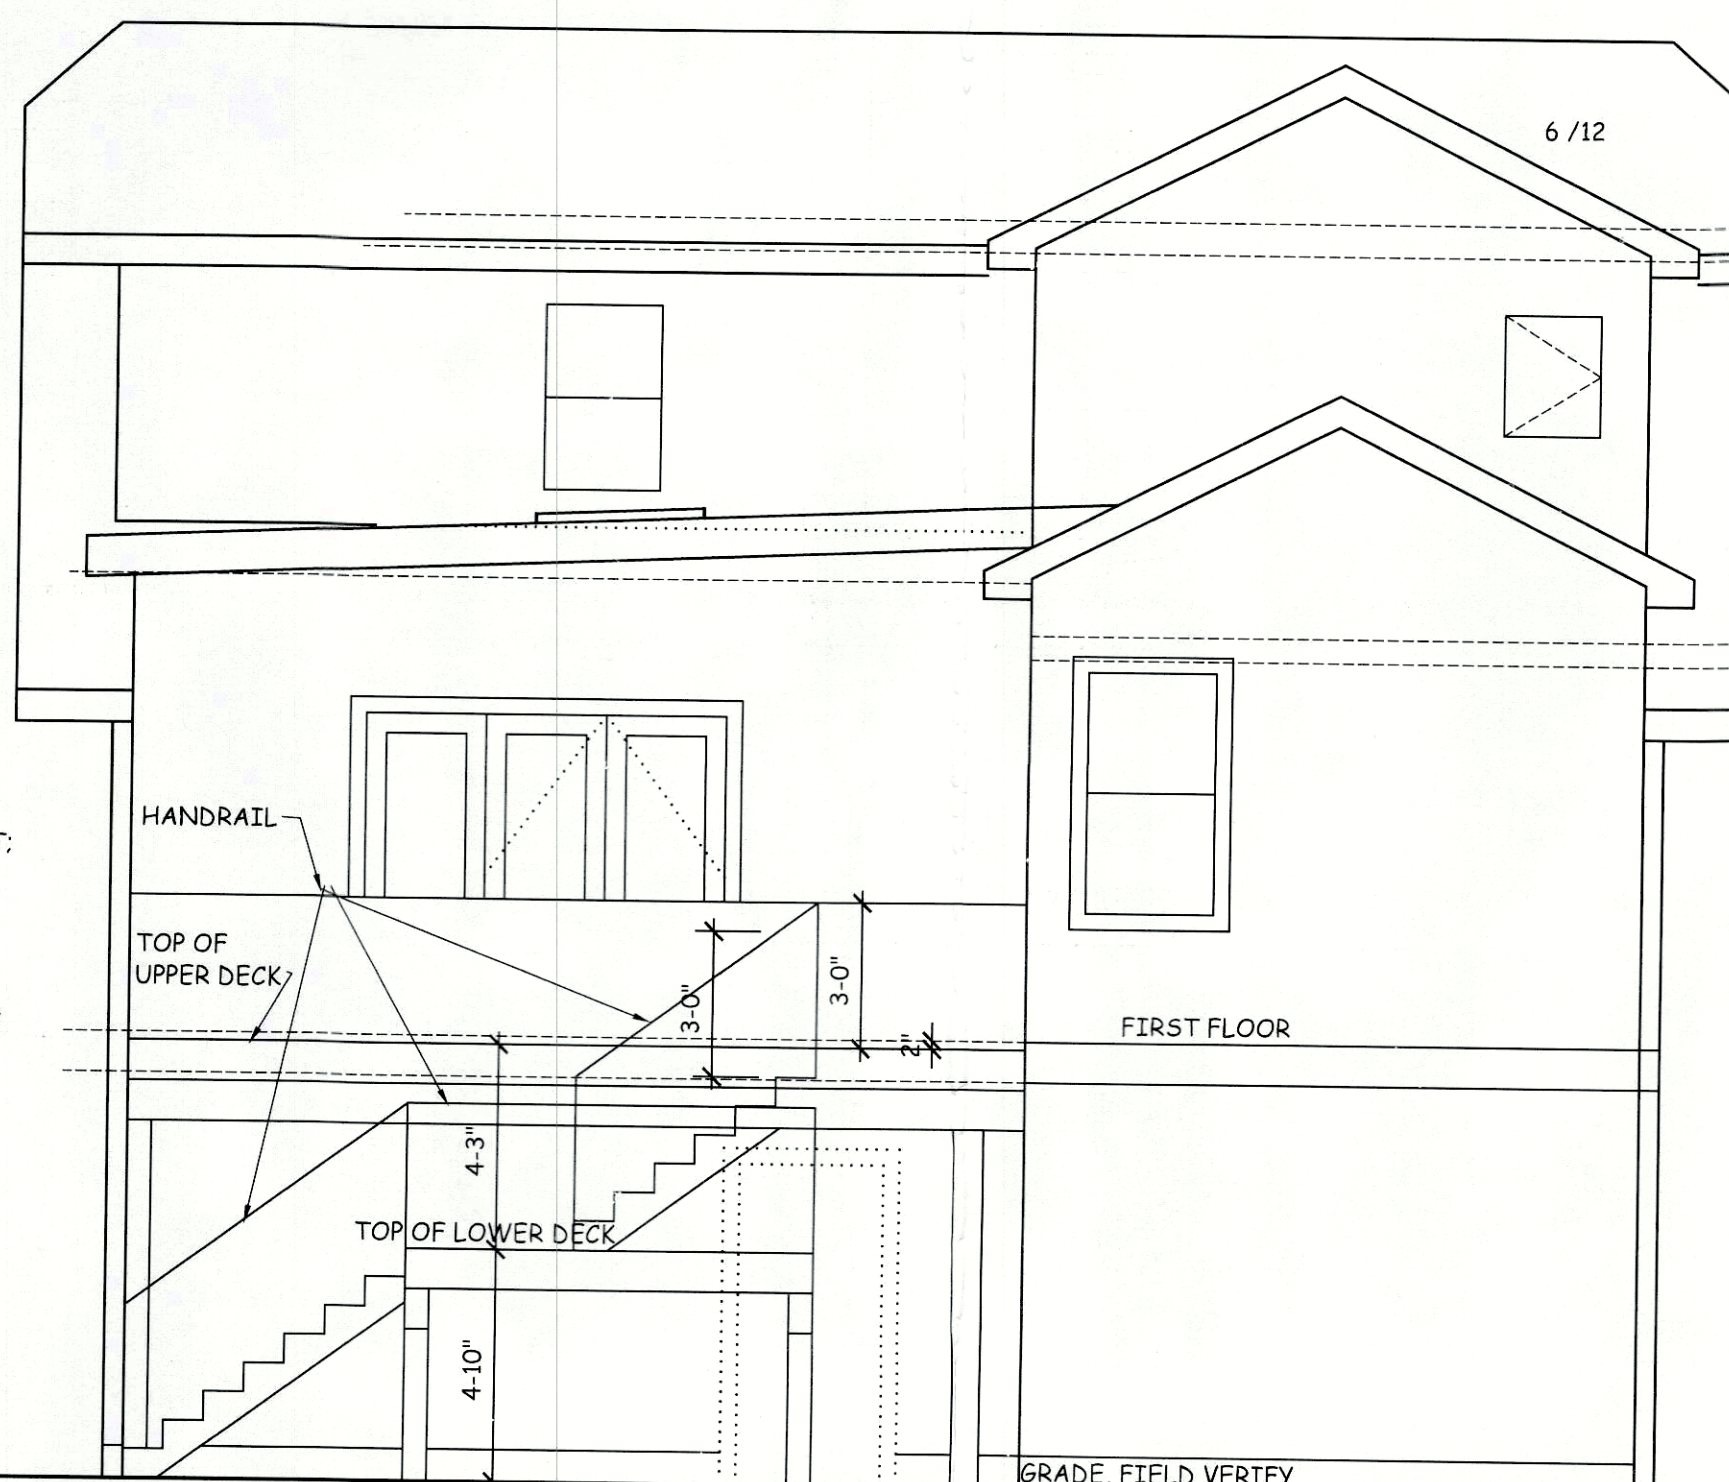 6 /12
HANDRAIL
TOP OF
UPPER DECK
3-0"
3-0"
2"
FIRST FLOOR
4-3"
TOP OF LOWER DECK
4-10"
GRADE, FIELD VERIFY